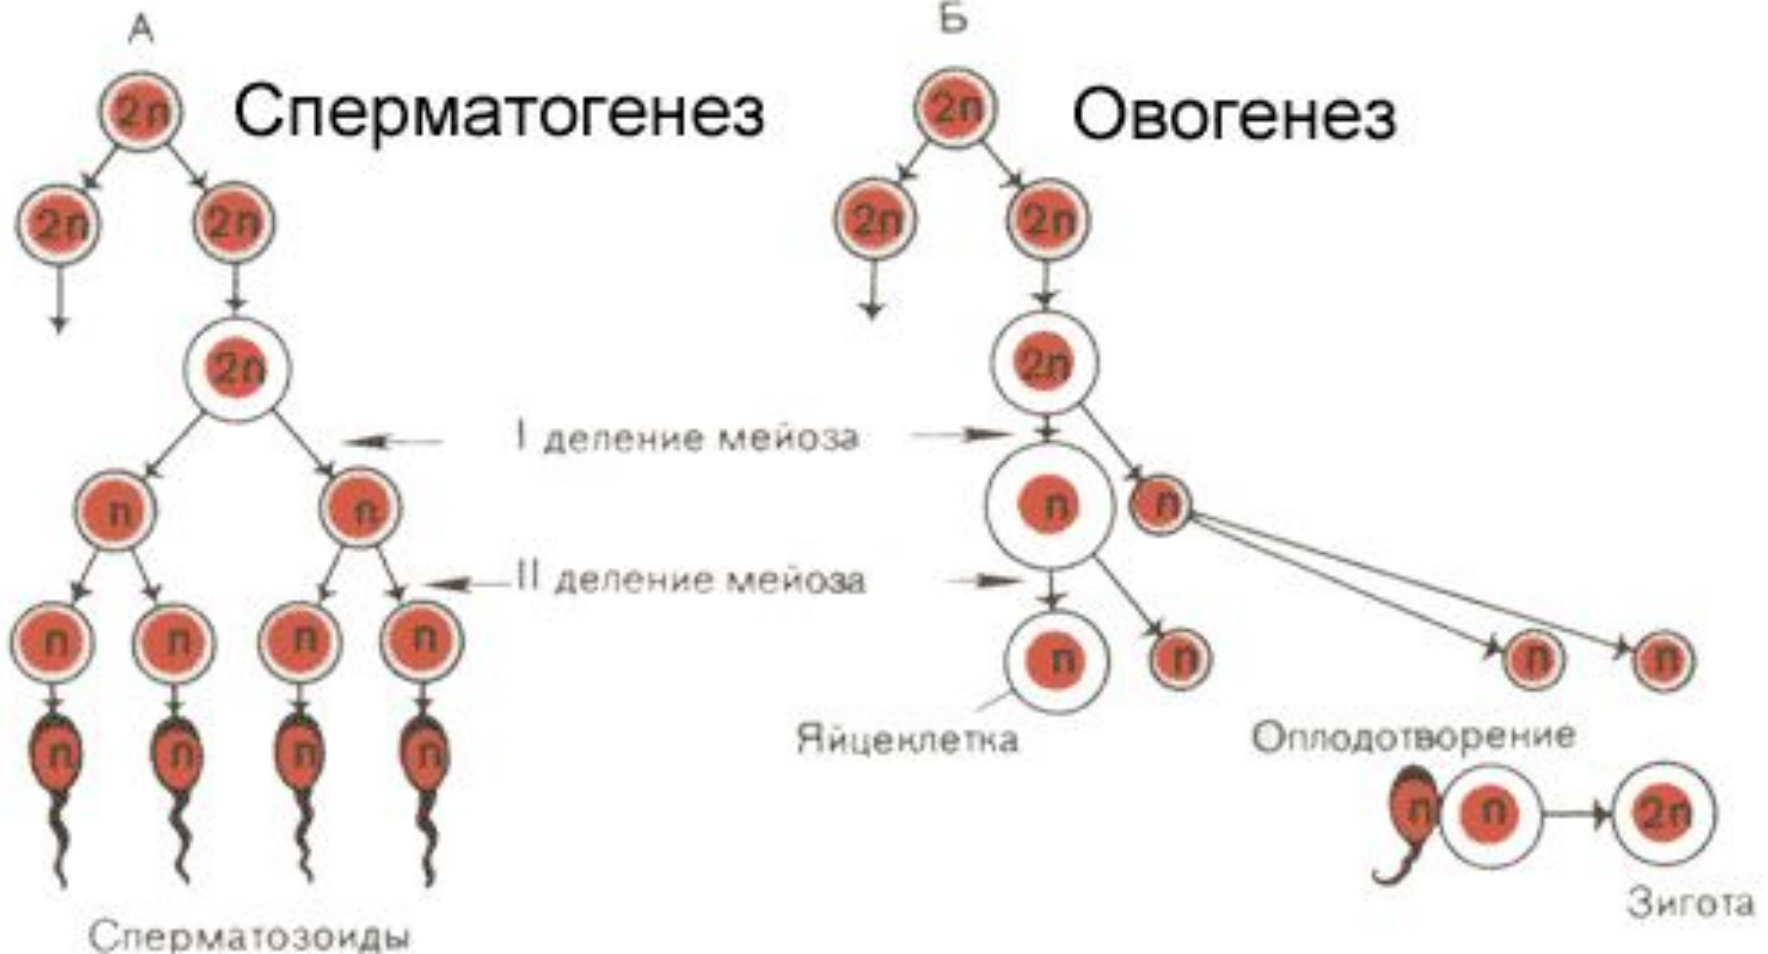 А
Б
2n
Сперматогенез
2n
Овогенез
2n
2n
2n
2n
2n
2n
I деление мейоза
n
n
n
n
II деление мейоза
n
n
n
n
n
n
n
n
n
n
n
n
Яйцеклетка
Оплодотворение
n
n
2n
Зигота
Сперматозоиды